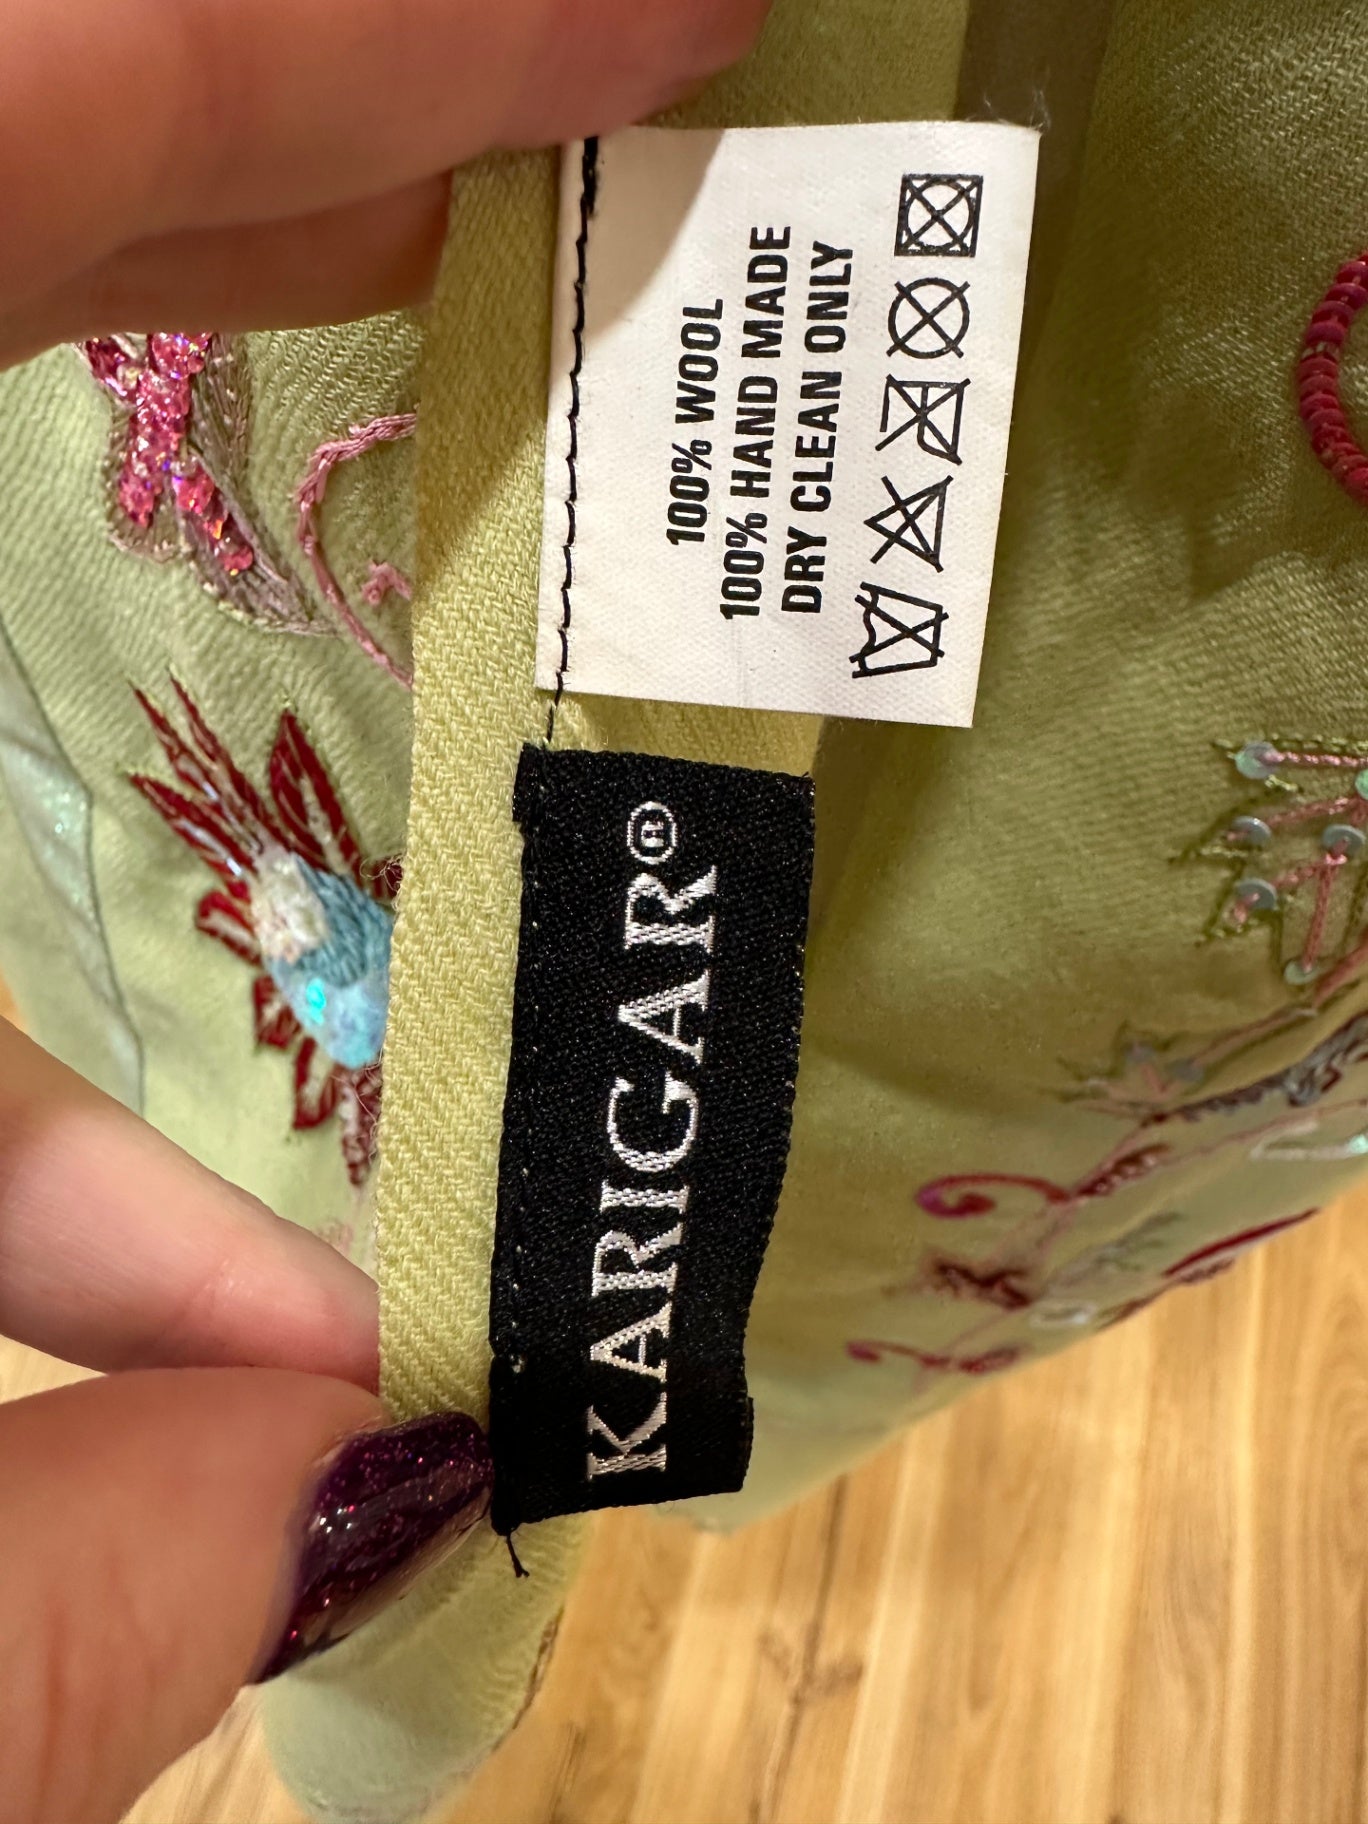 100% WOOL
100% HAND MADE
DRY CLEAN ONLY
KARIGAR®